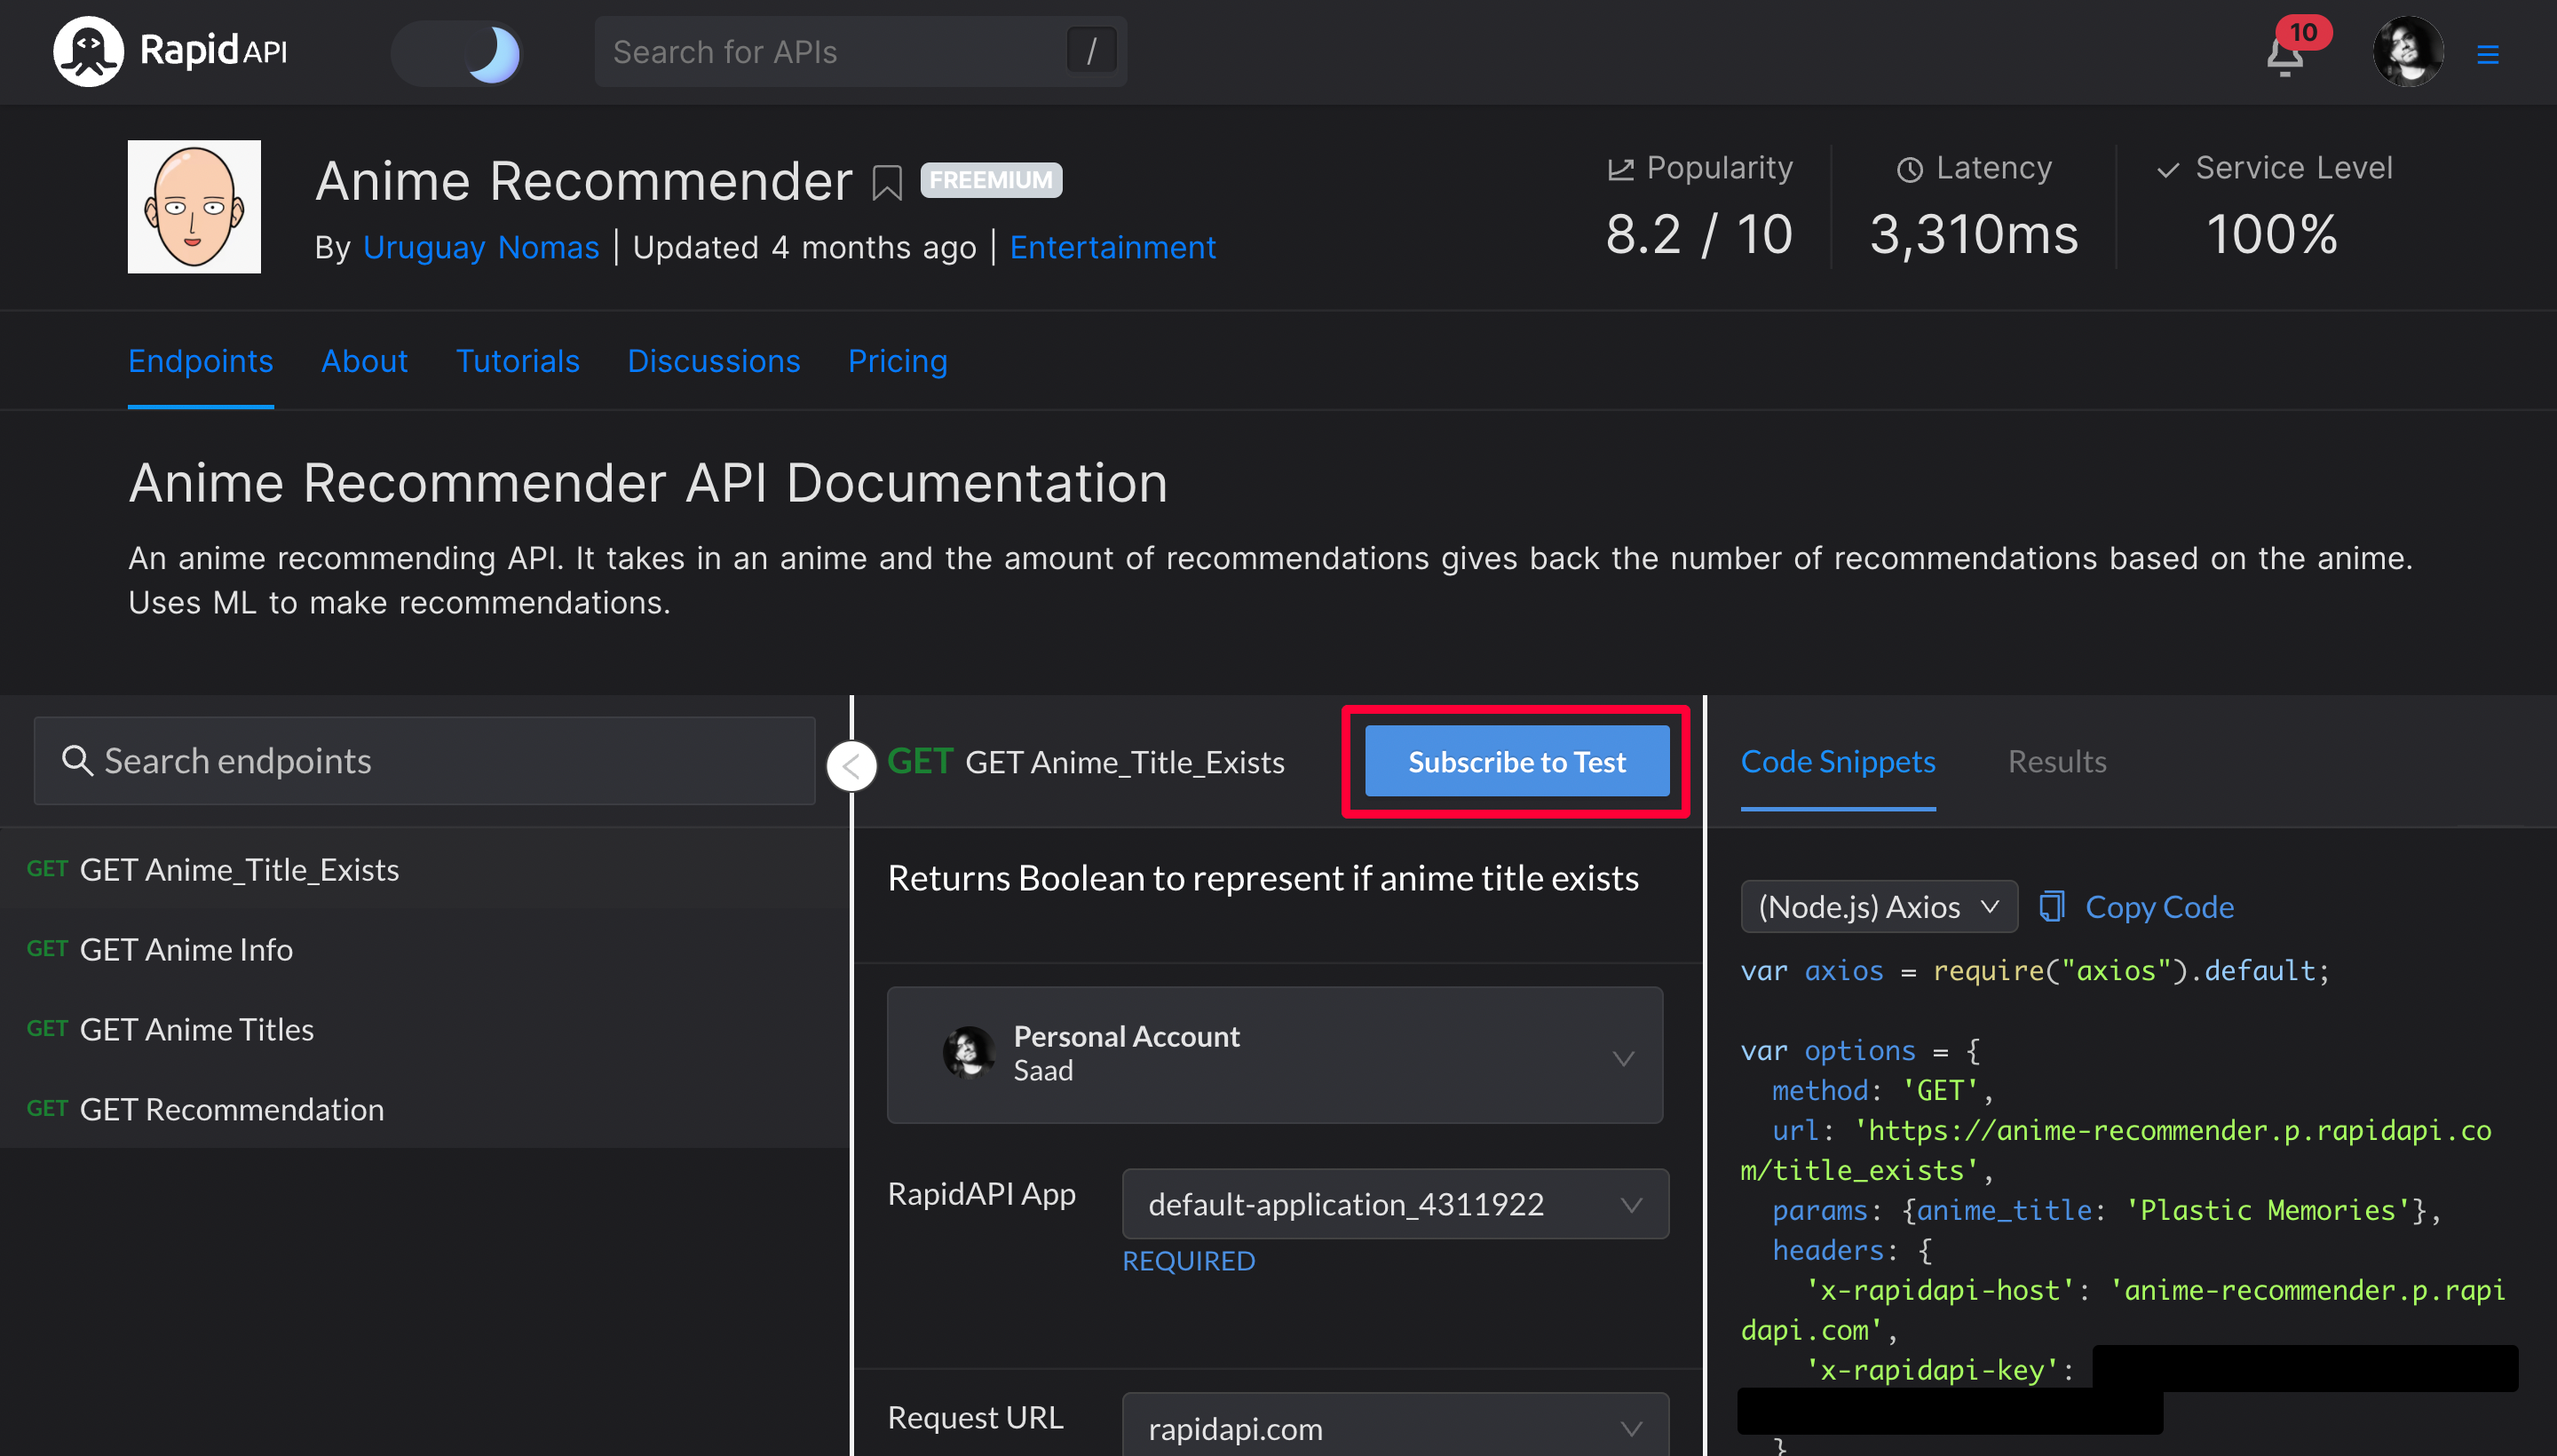 RapidAPI
Search for APIs
/
10
Anime Recommender
FREEMIUM
By Uruguay Nomas | Updated 4 months ago | Entertainment
Popularity
8.2 / 10
Latency
3,310ms
Service Level
100%
Endpoints
About
Tutorials
Discussions
Pricing
Anime Recommender API Documentation
An anime recommending API. It takes in an anime and the amount of recommendations gives back the number of recommendations based on the anime.
Uses ML to make recommendations.
Search endpoints
GET GET Anime_Title_Exists
GET GET Anime Info
GET GET Anime Titles
GET GET Recommendation
GET GET Anime_Title_Exists
Subscribe to Test
Returns Boolean to represent if anime title exists
Personal Account
Saad
RapidAPI App
default-application_4311922
REQUIRED
Request URL
rapidapi.com
Code Snippets
Results
(Node.js) Axios
Copy Code
var axios = require("axios").default;
var options = {
method: 'GET',
url: 'https://anime-recommender.p.rapidapi.co
m/title_exists',
params: {anime_title: 'Plastic Memories'},
headers: {
'x-rapidapi-host': 'anime-recommender.p.rapi
dapi.com',
'x-rapidapi-key':
}